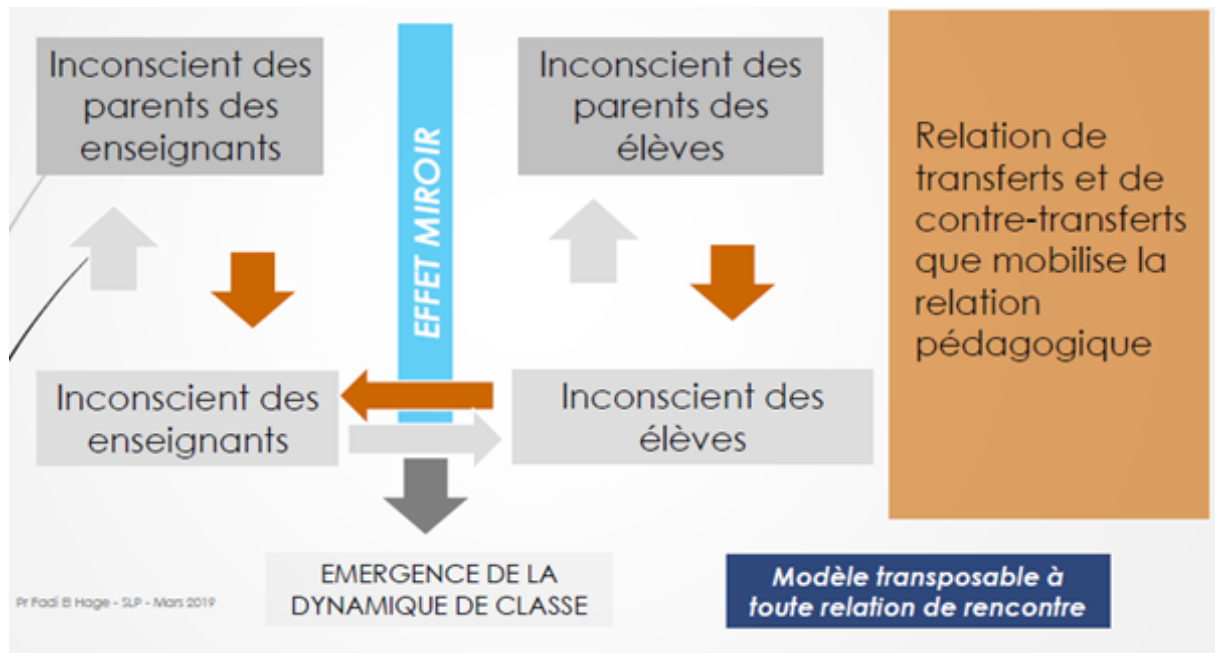 Inconscient des
parents des
enseignants
EFFET MIROIR
Inconscient des
parents des
élèves
Relation de
transferts et de
contre-transferts
que mobilise la
relation
pédagogique
Inconscient des
enseignants
Inconscient des
élèves
EMERGENCE DE LA
DYNAMIQUE DE CLASSE
Modèle transposable à
toute relation de rencontre
Pr Fadi El Hage - SLP - Mars 2019